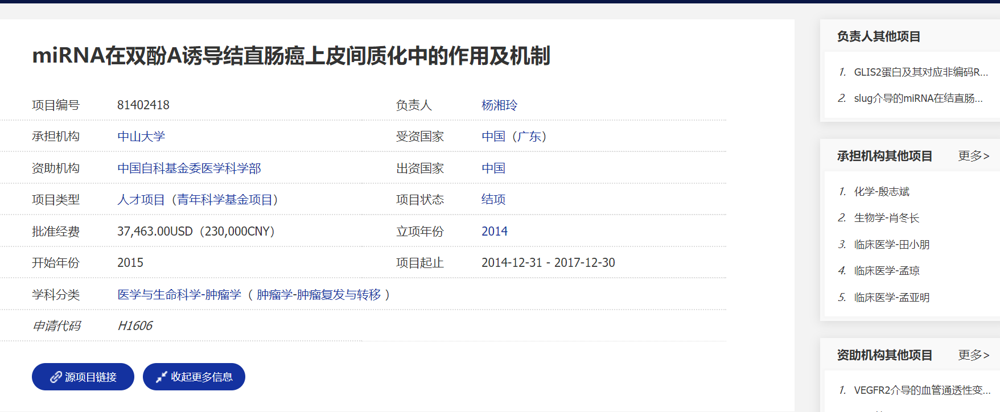 miRNA在双酚A诱导结直肠癌上皮间质化中的作用及机制
项目编号 81402418 负责人 杨湘玲
承担机构 中山大学 受资国家 中国（广东）
资助机构 中国自科基金委医学科学部 出资国家 中国
项目类型 人才项目（青年科学基金项目） 项目状态 结项
批准经费 37,463.00USD（230,000CNY） 立项年份 2014
开始年份 2015 项目起止 2014-12-31 - 2017-12-30
学科分类 医学与生命科学-肿瘤学（ 肿瘤学-肿瘤复发与转移 ）
申请代码 H1606
源项目链接 收起更多信息
负责人其他项目
1. GLIS2蛋白及其对应非编码R...
2. slug介导的miRNA在结直肠...
承担机构其他项目 更多>
1. 化学-殷志斌
2. 生物学-肖冬长
3. 临床医学-田小朋
4. 临床医学-孟琼
5. 临床医学-孟亚明
资助机构其他项目 更多>
1. VEGFR2介导的血管通透性变...